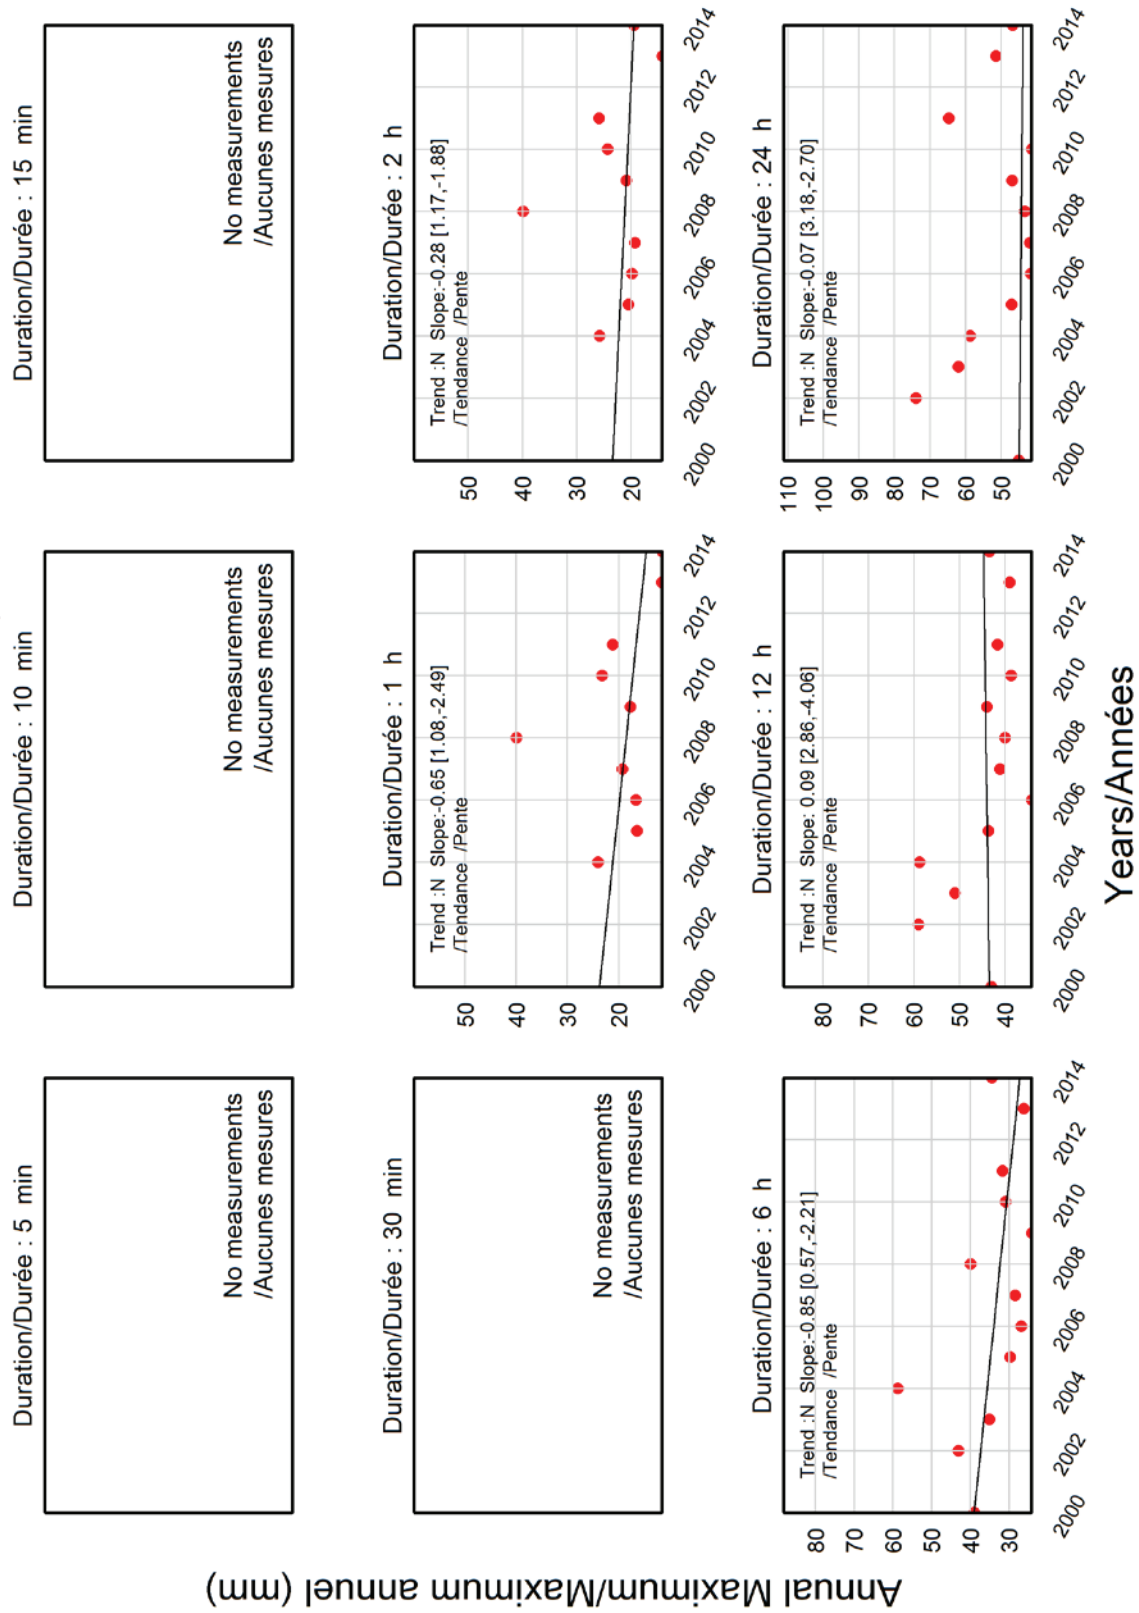 Duration/Durée : 5 min
No measurements
/Aucunes mesures
Duration/Durée : 10 min
No measurements
/Aucunes mesures
Duration/Durée : 15 min
No measurements
/Aucunes mesures
Duration/Durée : 30 min
No measurements
/Aucunes mesures
Duration/Durée : 1 h
Trend :N Slope:-0.65 [1.08,-2.49]
/Tendance /Pente
50
40
30
20
2000
2002
2004
2006
2008
2010
2012
2014
Duration/Durée : 2 h
Trend :N Slope:-0.28 [1.17,-1.88]
/Tendance /Pente
50
40
30
20
2000
2002
2004
2006
2008
2010
2012
2014
Duration/Durée : 6 h
Trend :N Slope:-0.85 [0.57,-2.21]
/Tendance /Pente
80
70
60
50
40
30
2000
2002
2004
2006
2008
2010
2012
2014
Duration/Durée : 12 h
Trend :N Slope: 0.09 [2.86,-4.06]
/Tendance /Pente
80
70
60
50
40
2000
2002
2004
2006
2008
2010
2012
2014
Duration/Durée : 24 h
Trend :N Slope:-0.07 [3.18,-2.70]
/Tendance /Pente
110
100
90
80
70
60
50
2000
2002
2004
2006
2008
2010
2012
2014
Annual Maximum/Maximum annuel (mm)
Years/Années